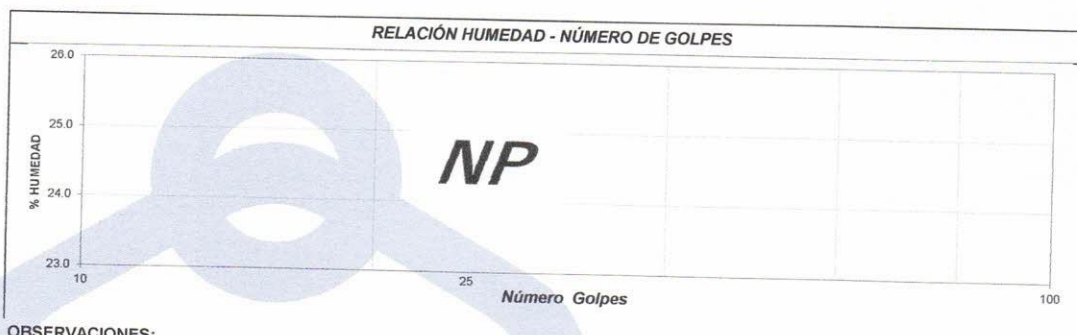 RELACIÓN HUMEDAD - NÚMERO DE GOLPES
26.0
25.0
24.0
23.0
% HUMEDAD
NP
10
25
100
Número Golpes
OBSERVACIONES: